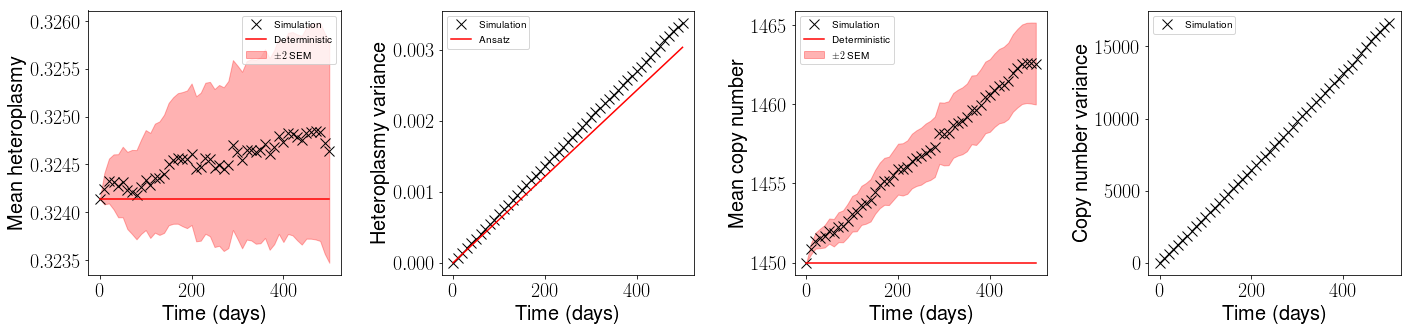 Mean heteroplasmy
0.3260
0.3255
0.3250
0.3245
0.3240
0.3235
0
200
400
Time (days)
Simulation
Deterministic
±2 SEM
Heteroplasmy variance
0.003
0.002
0.001
0.000
0
200
400
Time (days)
Simulation
Ansatz
Mean copy number
1465
1460
1455
1450
0
200
400
Time (days)
Simulation
Deterministic
±2 SEM
Copy number variance
15000
10000
5000
0
0
200
400
Time (days)
Simulation